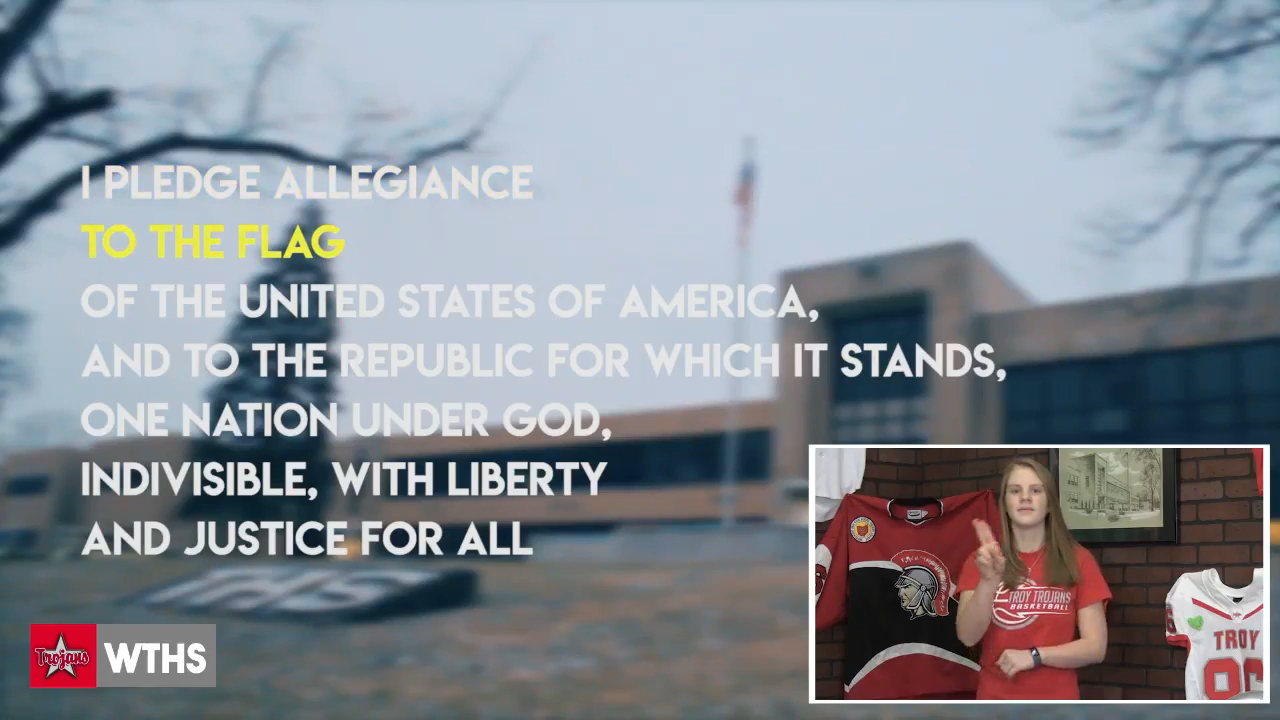 I PLEDGE ALLEGIANCE
TO THE FLAG
OF THE UNITED STATES OF AMERICA,
AND TO THE REPUBLIC FOR WHICH IT STANDS,
ONE NATION UNDER GOD,
INDIVISIBLE, WITH LIBERTY
AND JUSTICE FOR ALL
THS
Trojans
WTHS
TROY TROJANS
BASKETBALL
TROY